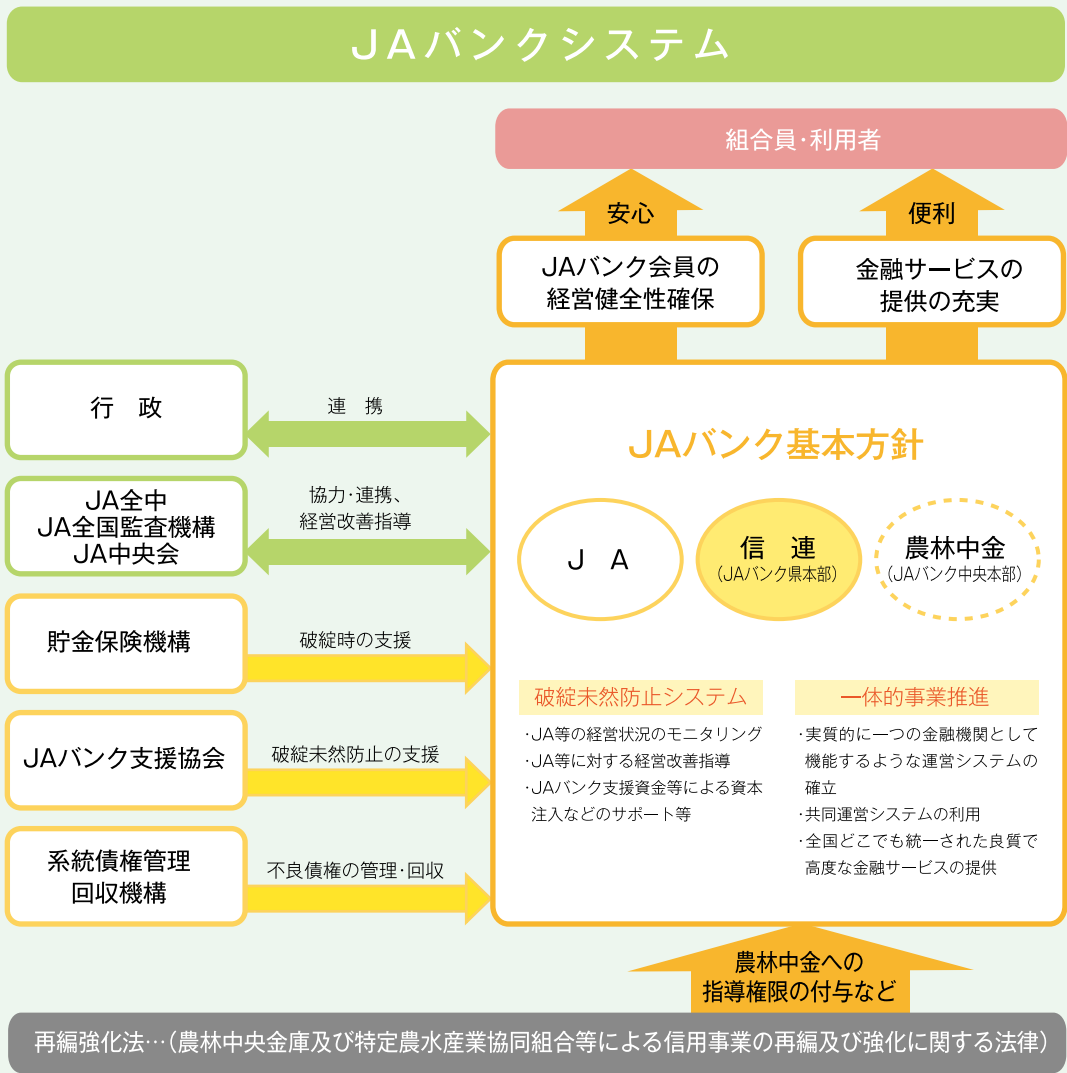 JAバンクシステム
組合員・利用者
安心
便利
JAバンク会員の
経営健全性確保
金融サービスの
提供の充実
行　政
連　携
JA全中
JA全国監査機構
JA中央会
協力・連携、
経営改善指導
貯金保険機構
破綻時の支援
JAバンク支援協会
破綻未然防止の支援
系統債権管理
回収機構
不良債権の管理・回収
JAバンク基本方針
J　A
信　連
（JAバンク県本部）
農林中金
（JAバンク中央本部）
破綻未然防止システム
・JA等の経営状況のモニタリング
・JA等に対する経営改善指導
・JAバンク支援資金等による資本
注入などのサポート等
一体的事業推進
・実質的に一つの金融機関として
機能するような運営システムの
確立
・共同運営システムの利用
・全国どこでも統一された良質で
高度な金融サービスの提供
農林中金への
指導権限の付与など
再編強化法…（農林中央金庫及び特定農水産業協同組合等による信用事業の再編及び強化に関する法律）